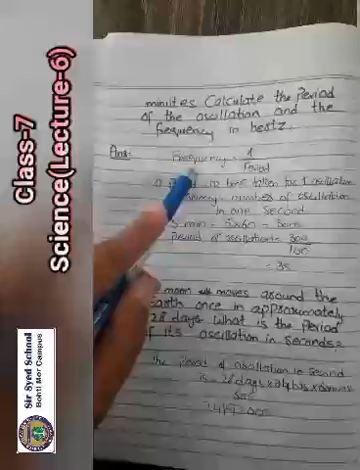 Class-7
Science(Lecture-6)
Sir Syed School
Bohti Mor Campus
minutes Calculate the Period
of the oscillation and the
frequency in hertz.
Ans:
Frequency = 1
Period
time taken for 1 oscillation
number of oscillation
in one second
5 min = 5x60 = 300s
Period of oscillation = 300
100
= 3s
moon moves around the
Earth once in approximately
28 days. What is the Period
of its oscillation in seconds?
The Period of oscillation in second
is = 28 days x 24 hrs x